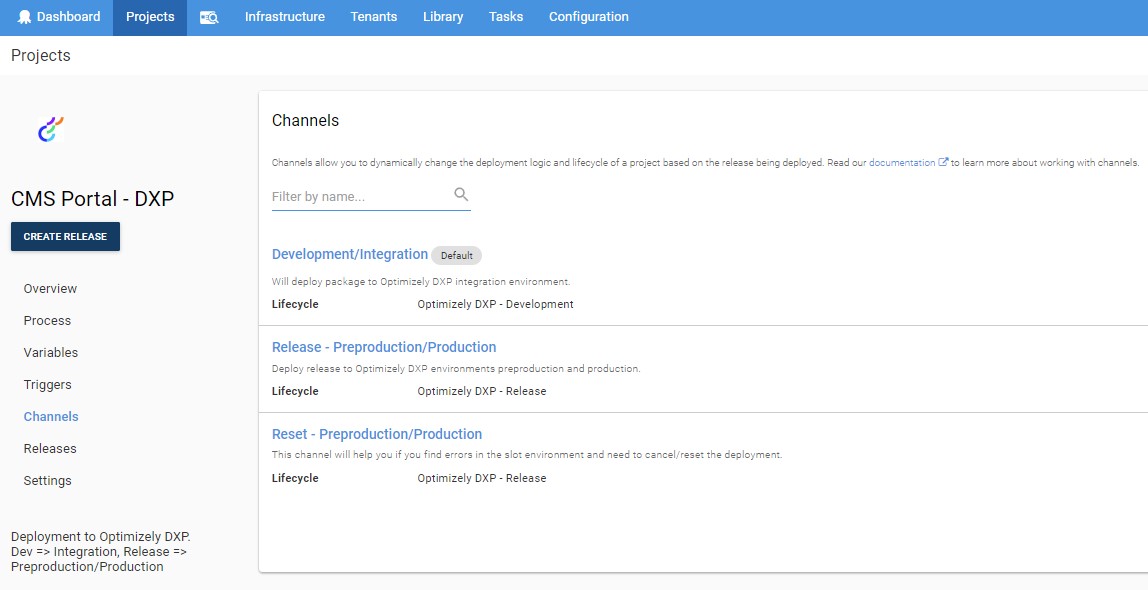 Dashboard Projects Infrastructure Tenants Library Tasks Configuration
Projects
CMS Portal - DXP
CREATE RELEASE
Overview
Process
Variables
Triggers
Channels
Releases
Settings
Deployment to Optimizely DXP.
Dev => Integration, Release =>
Preproduction/Production
Channels
Channels allow you to dynamically change the deployment logic and lifecycle of a project based on the release being deployed. Read our documentation to learn more about working with channels.
Filter by name...
Development/Integration Default
Will deploy package to Optimizely DXP integration environment.
Lifecycle Optimizely DXP - Development
Release - Preproduction/Production
Deploy release to Optimizely DXP environments preproduction and production.
Lifecycle Optimizely DXP - Release
Reset - Preproduction/Production
This channel will help you if you find errors in the slot environment and need to cancel/reset the deployment.
Lifecycle Optimizely DXP - Release